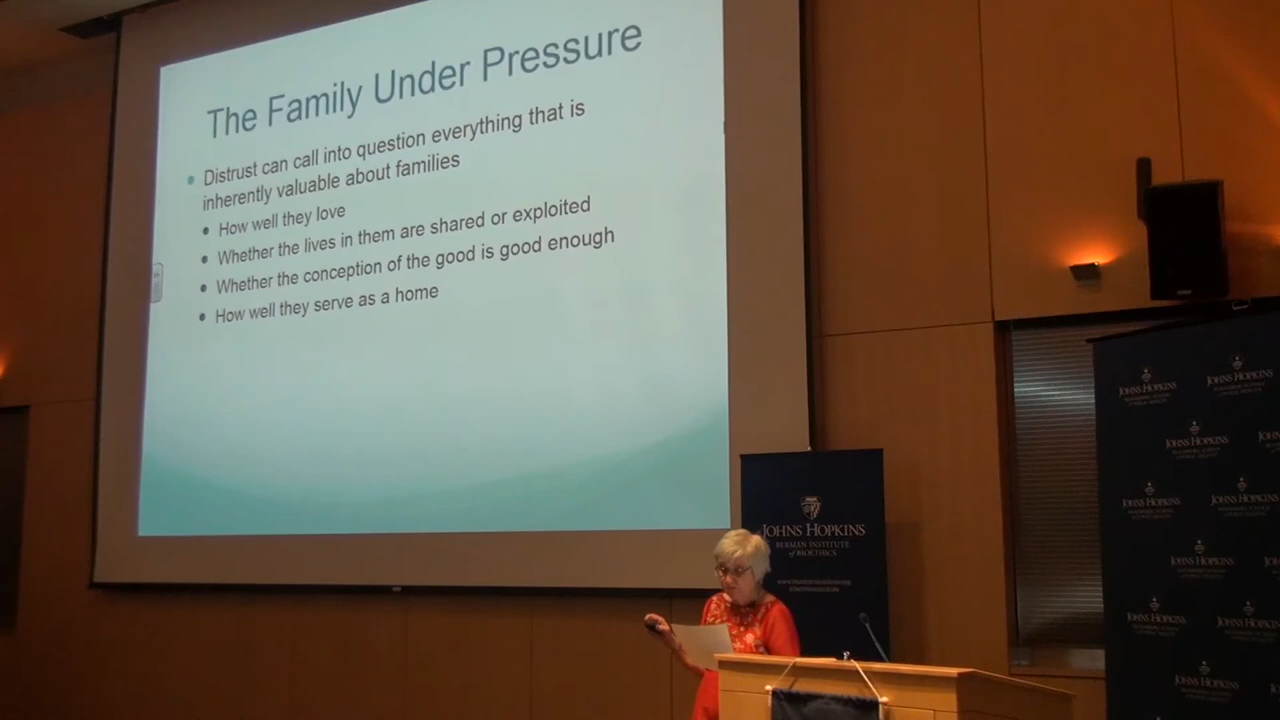 The Family Under Pressure
Distrust can call into question everything that is
inherently valuable about families
How well they love
Whether the lives in them are shared or exploited
Whether the conception of the good is good enough
How well they serve as a home
JOHNS HOPKINS
BERMAN INSTITUTE
of BIOETHICS
JOHNS HOPKINS
JOHNS HOPKINS
JOHNS HOPKINS
JOHNS HOPKINS
JOHNS HOPKINS
JOHNS HOPKINS
JOHNS HOPKINS
JOHNS HOPKINS
JOHNS HOPKINS